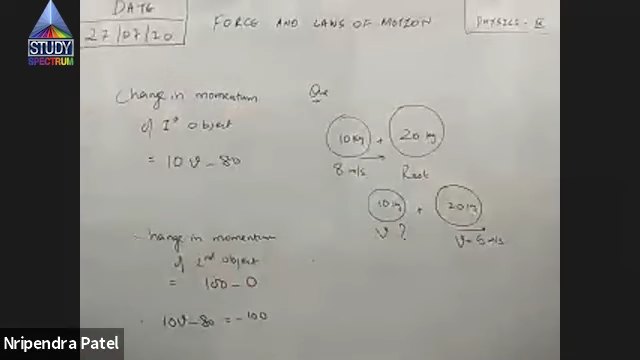 DATE
27/07/20
FORCE AND LAWS OF MOTION
PHYSICS - IX
STUDY
SPECTRUM
Change in momentum
of Ist Object
= 10 v - 80
Que
10 kg + 20 kg
8 m/s Rest
10 kg + 20 kg
v ? v = 5 m/s
Change in momentum
of 2nd Object
= 100 - 0
10v - 80 = -100
Nripendra Patel